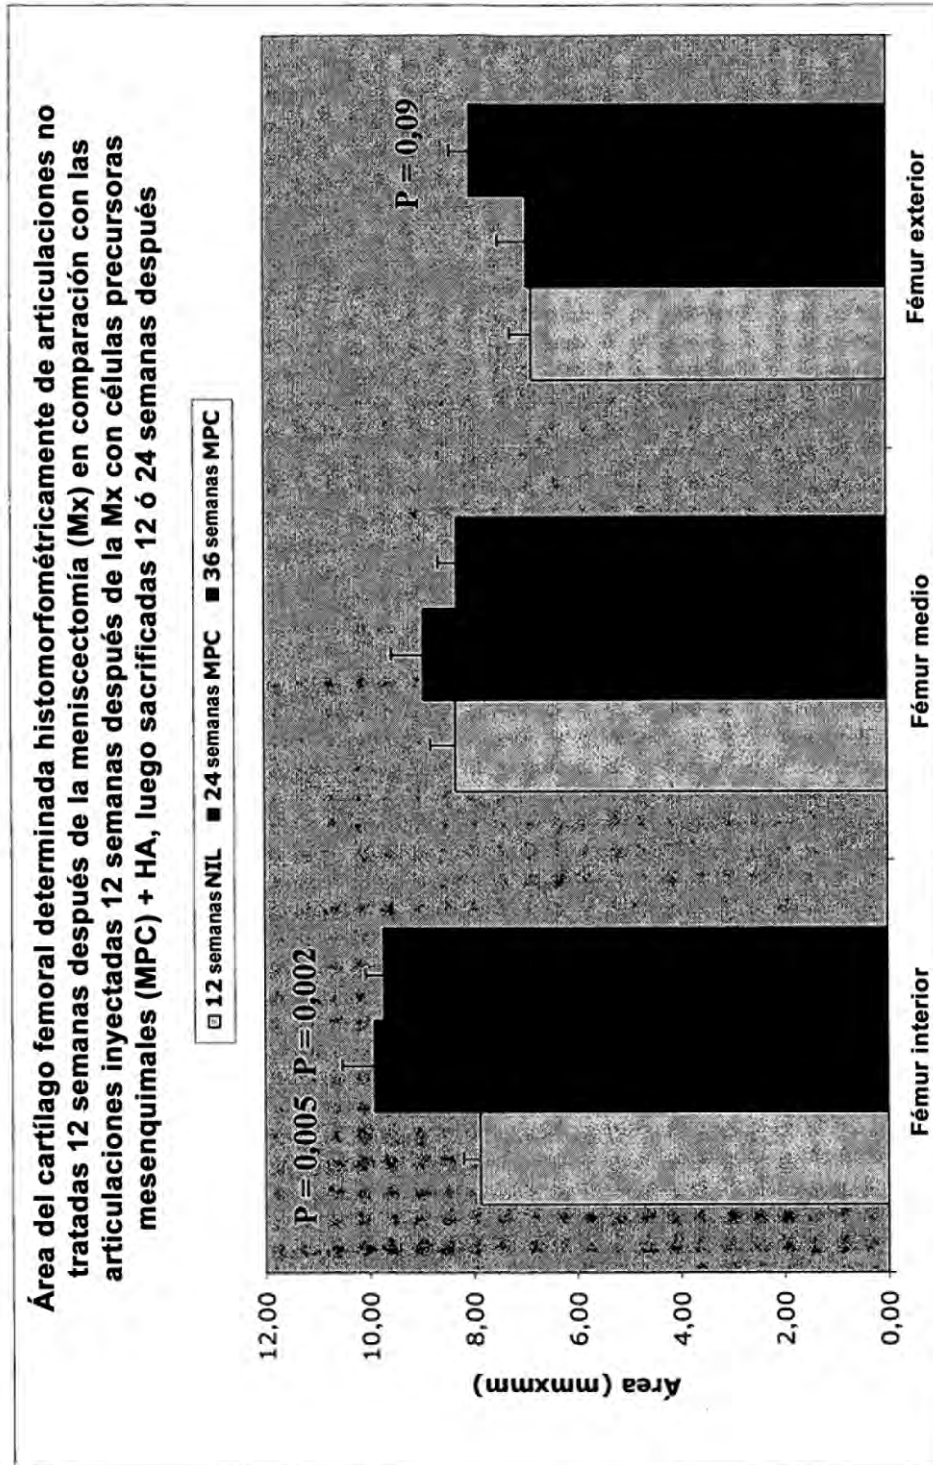 Área del cartílago femoral determinada histomorfométricamente de articulaciones no
tratadas 12 semanas después de la meniscectomía (Mx) en comparación con las
articulaciones inyectadas 12 semanas después de la Mx con células precursoras
mesenquimales (MPC) + HA, luego sacrificadas 12 ó 24 semanas después
12 semanas NIL 24 semanas MPC 36 semanas MPC
12,00
10,00
8,00
6,00
4,00
2,00
0,00
Área (mmxmm)
P = 0,005 P = 0,002
P = 0,09
Fémur interior
Fémur medio
Fémur exterior